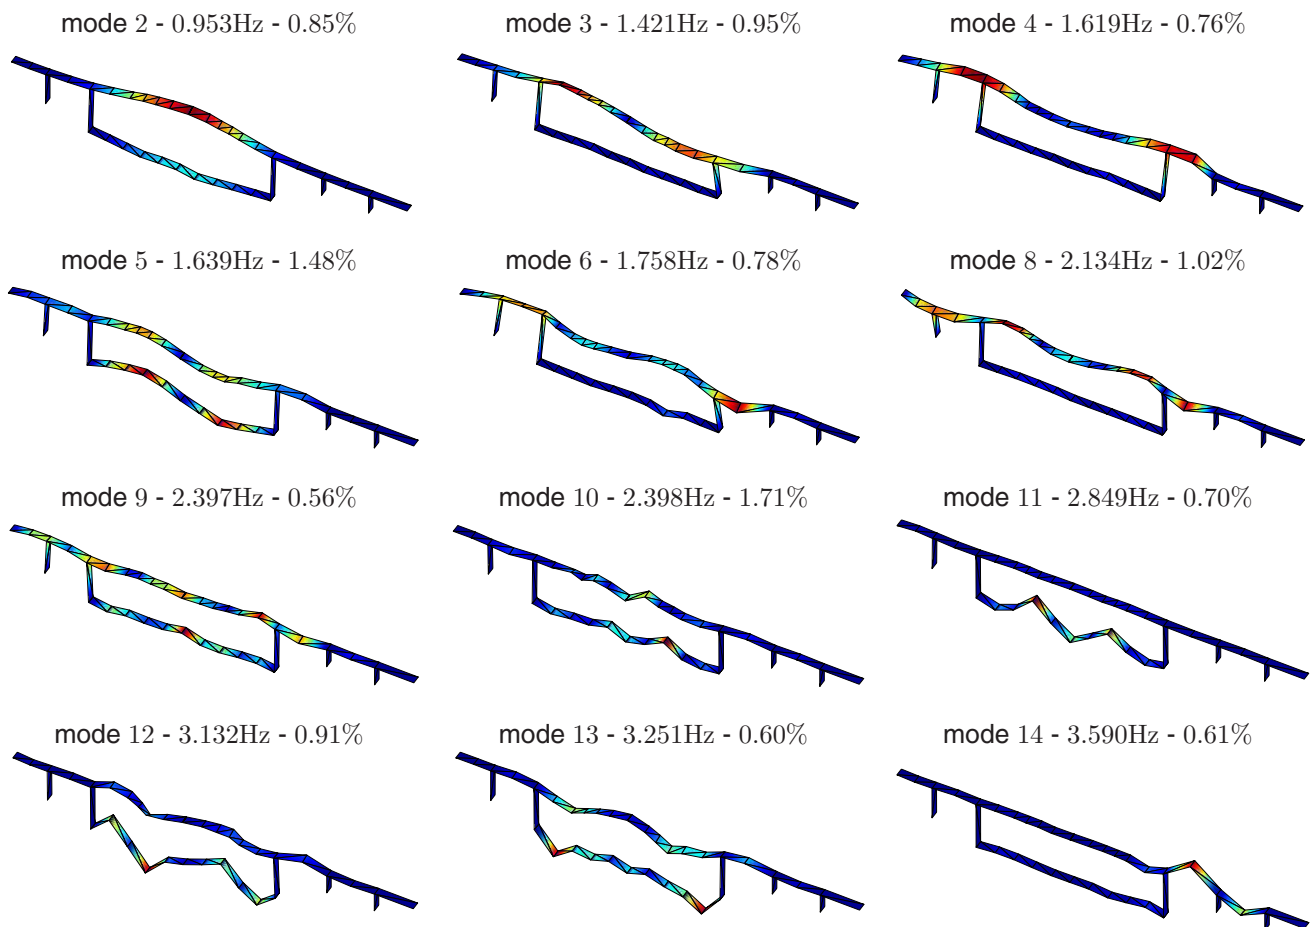 mode 2 - 0.953Hz - 0.85%
mode 3 - 1.421Hz - 0.95%
mode 4 - 1.619Hz - 0.76%
mode 5 - 1.639Hz - 1.48%
mode 6 - 1.758Hz - 0.78%
mode 8 - 2.134Hz - 1.02%
mode 9 - 2.397Hz - 0.56%
mode 10 - 2.398Hz - 1.71%
mode 11 - 2.849Hz - 0.70%
mode 12 - 3.132Hz - 0.91%
mode 13 - 3.251Hz - 0.60%
mode 14 - 3.590Hz - 0.61%